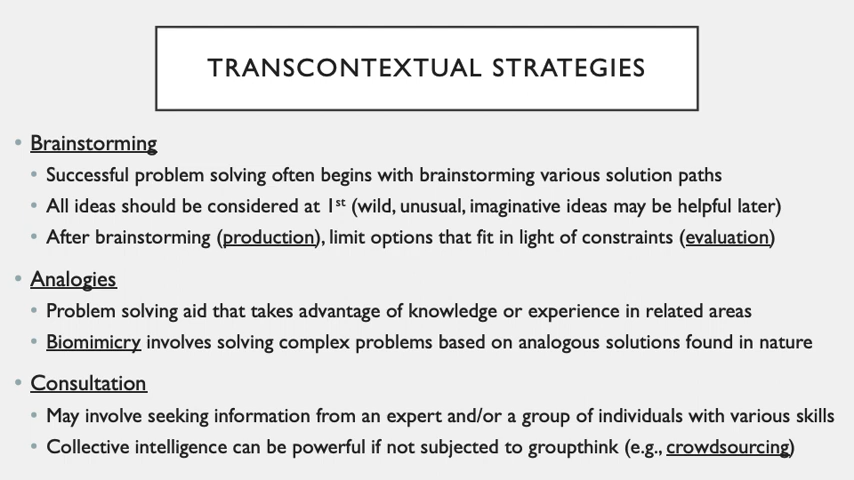 TRANSCONTEXTUAL STRATEGIES
• Brainstorming
• Successful problem solving often begins with brainstorming various solution paths
• All ideas should be considered at 1st (wild, unusual, imaginative ideas may be helpful later)
• After brainstorming (production), limit options that fit in light of constraints (evaluation)
• Analogies
• Problem solving aid that takes advantage of knowledge or experience in related areas
• Biomimicry involves solving complex problems based on analogous solutions found in nature
• Consultation
• May involve seeking information from an expert and/or a group of individuals with various skills
• Collective intelligence can be powerful if not subjected to groupthink (e.g., crowdsourcing)